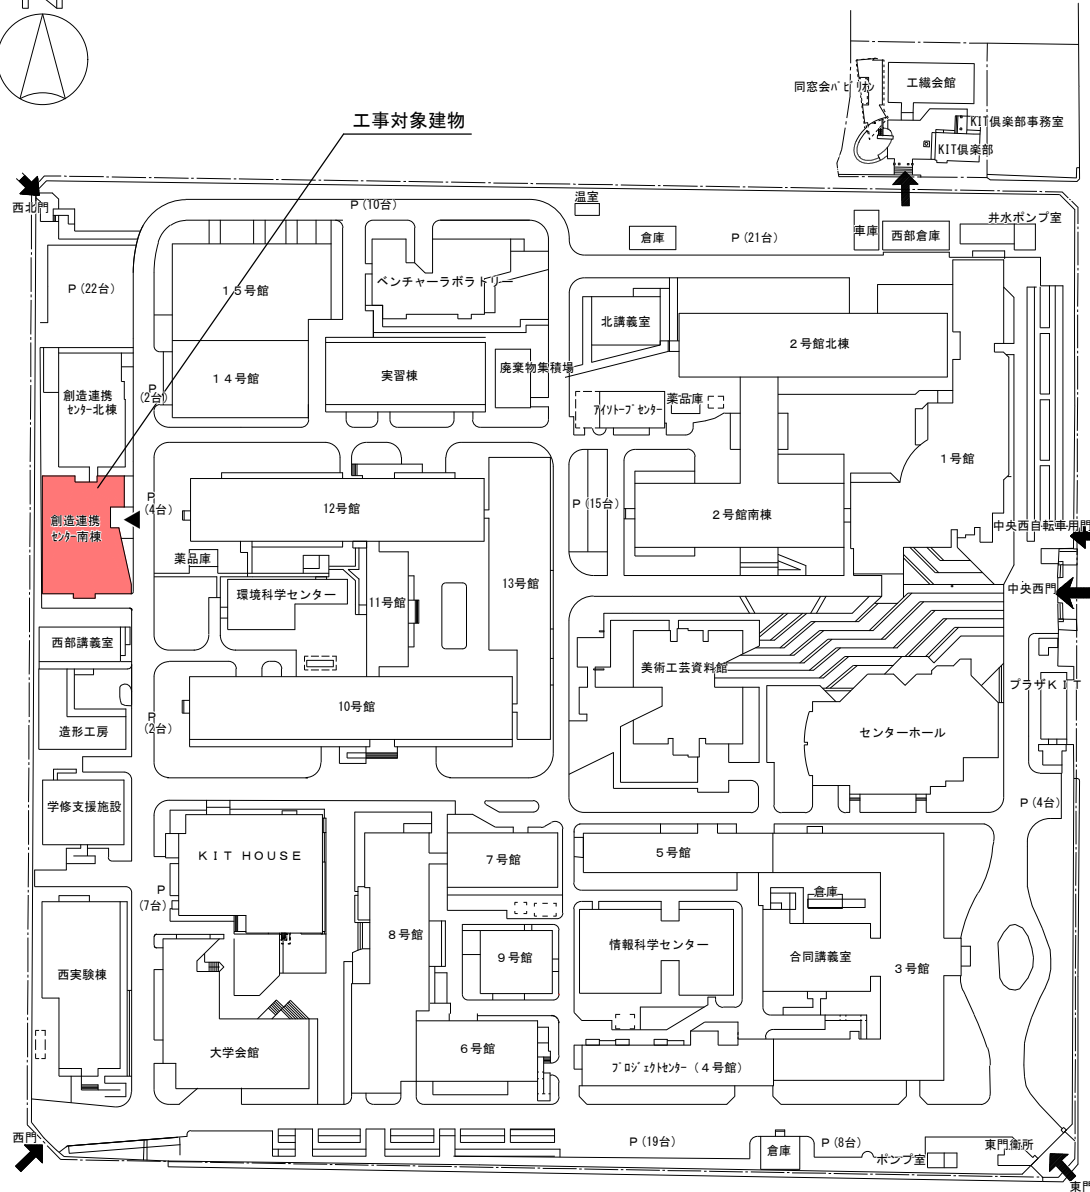 N
工事対象建物
同窓会パビリオン
工繊会館
KIT倶楽部事務室
KIT倶楽部
西北門
P(10台)
温室
倉庫
P(21台)
車庫
西部倉庫
井水ポンプ室
P(22台)
15号館
ベンチャーラボラトリー
北講義室
2号館北棟
14号館
実習棟
廃棄物集積場
創造連携
センター北棟
P
(2台)
アイソトープセンター
薬品庫
1号館
創造連携
センター南棟
P
(4台)
12号館
P(15台)
2号館南棟
中央西自転車用門
薬品庫
環境科学センター
11号館
13号館
中央西門
西部講義室
美術工芸資料館
プラザKIT
造形工房
P
(2台)
10号館
センターホール
学修支援施設
P(4台)
KIT HOUSE
7号館
5号館
P
(7台)
倉庫
8号館
9号館
情報科学センター
合同講義室
3号館
西実験棟
大学会館
6号館
プロジェクトセンター(4号館)
西門
P(19台)
倉庫
P(8台)
ポンプ室
東門衛所
東門